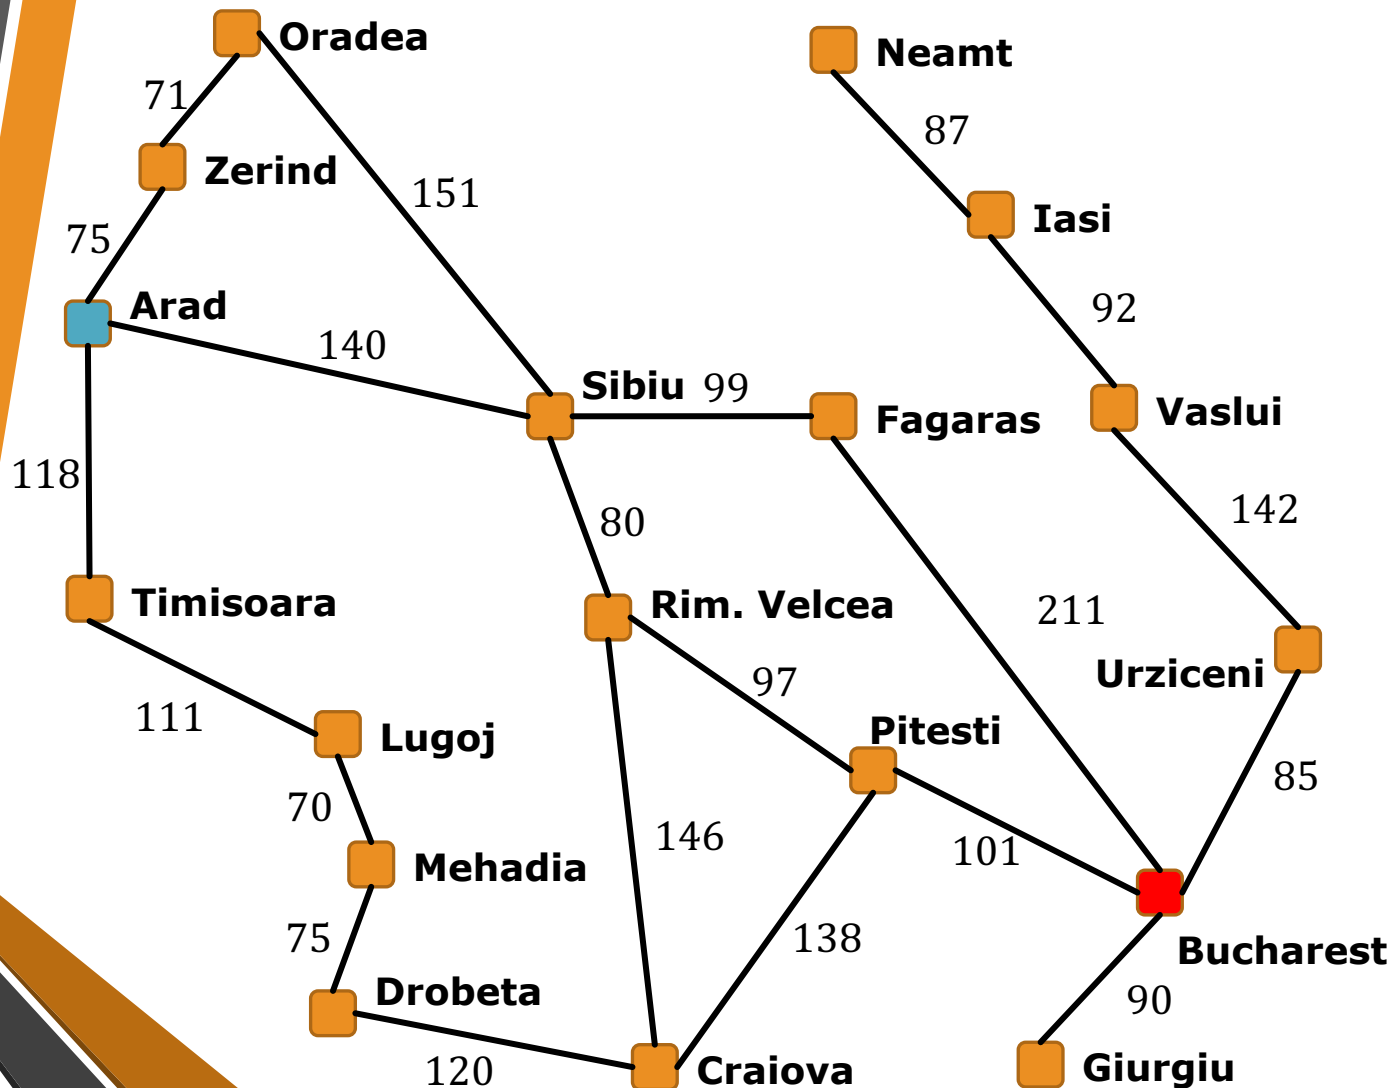 Oradea
Neamt
71
87
Zerind
151
Iasi
75
Arad
92
140
Sibiu
99
Fagaras
Vaslui
118
80
142
Timisoara
Rim. Velcea
211
Urziceni
97
111
Lugoj
Pitesti
85
70
146
101
Mehadia
75
138
Bucharest
Drobeta
90
120
Craiova
Giurgiu